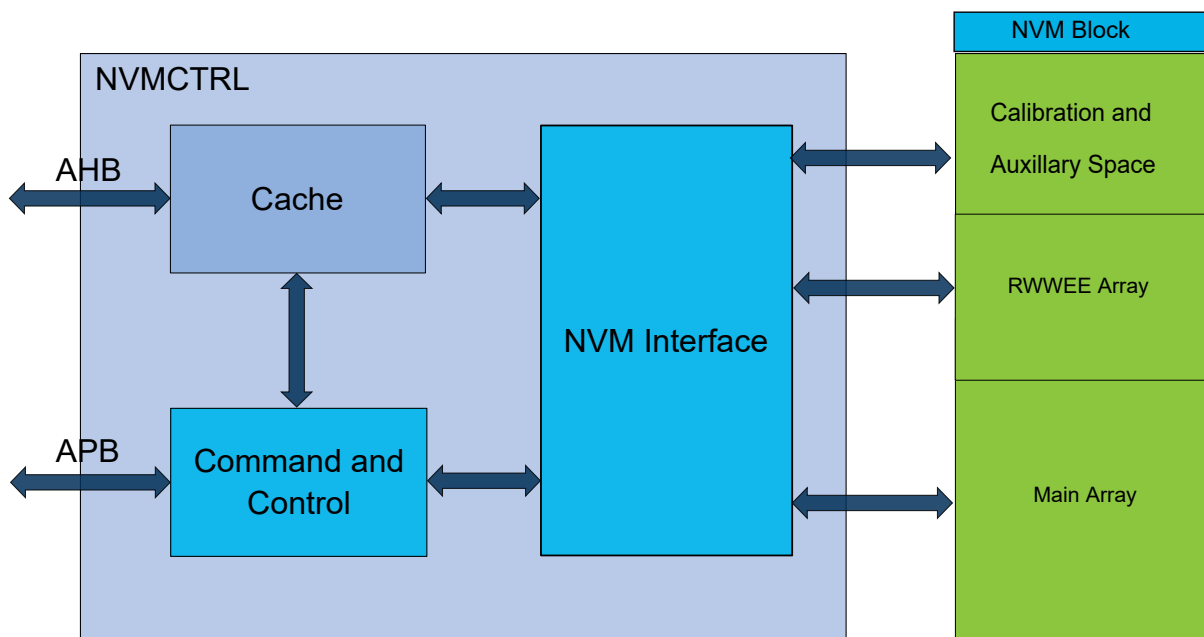 NVM Block
NVMCTRL
Calibration and
Auxillary Space
AHB
Cache
RWWEE Array
NVM Interface
APB
Command and
Control
Main Array